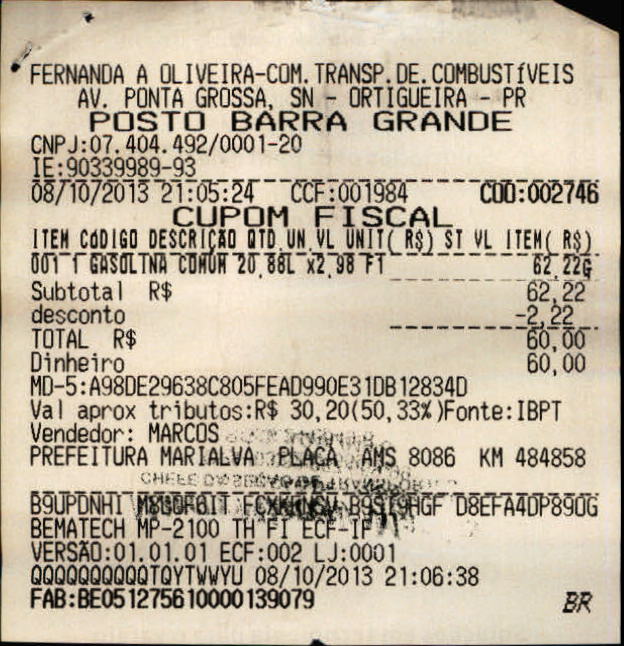 FERNANDA A OLIVEIRA-COM.TRANSP.DE.COMBUSTÍVEIS
AV. PONTA GROSSA, SN - ORTIGUEIRA - PR
POSTO BARRA GRANDE
CNPJ:07.404.492/0001-20
IE:90339989-93
08/10/2013 21:05:24 CCF:001984 COO:002746
CUPOM FISCAL
ITEM CÓDIGO DESCRIÇÃO QTD.UN.VL UNIT( R$) ST VL ITEM( R$)
001 1 GASOLINA COMUM 20,88L x2,98 F1 62,22G
Subtotal R$ 62,22
desconto -2,22
TOTAL R$ 60,00
Dinheiro 60,00
MD-5:A98DE29638C805FEAD990E31DB12834D
Val aprox tributos:R$ 30,20(50,33%)Fonte:IBPT
Vendedor: MARCOS
PREFEITURA MARIALVA PLACA AMS 8086 KM 484858
BEMATECH MP-2100 TH FI ECF-IF
VERSÃO:01.01.01 ECF:002 LJ:0001
QQQQQQQQQQTQYTWWYU 08/10/2013 21:06:38
FAB:BE051275610000139079
BR